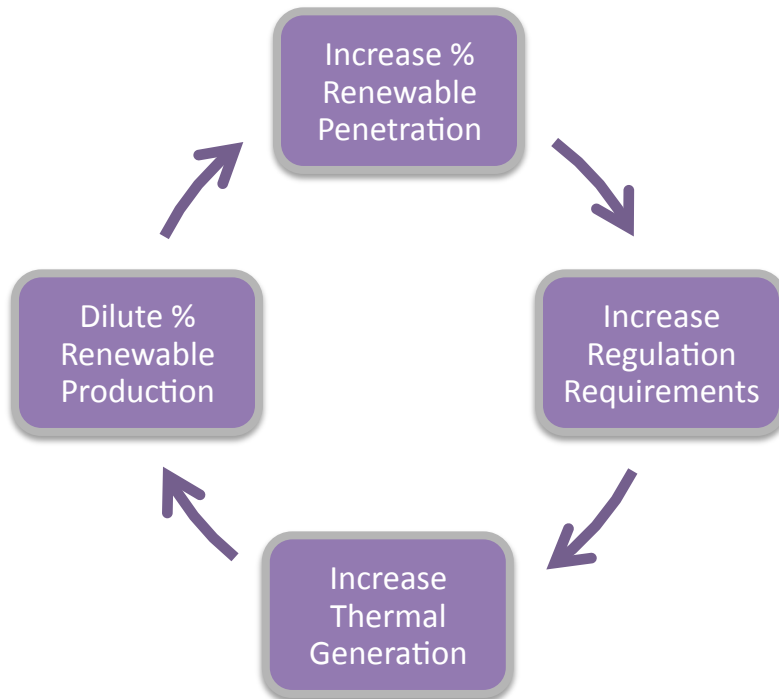 Increase %
Renewable
Penetration
Increase
Regulation
Requirements
Increase
Thermal
Generation
Dilute %
Renewable
Production